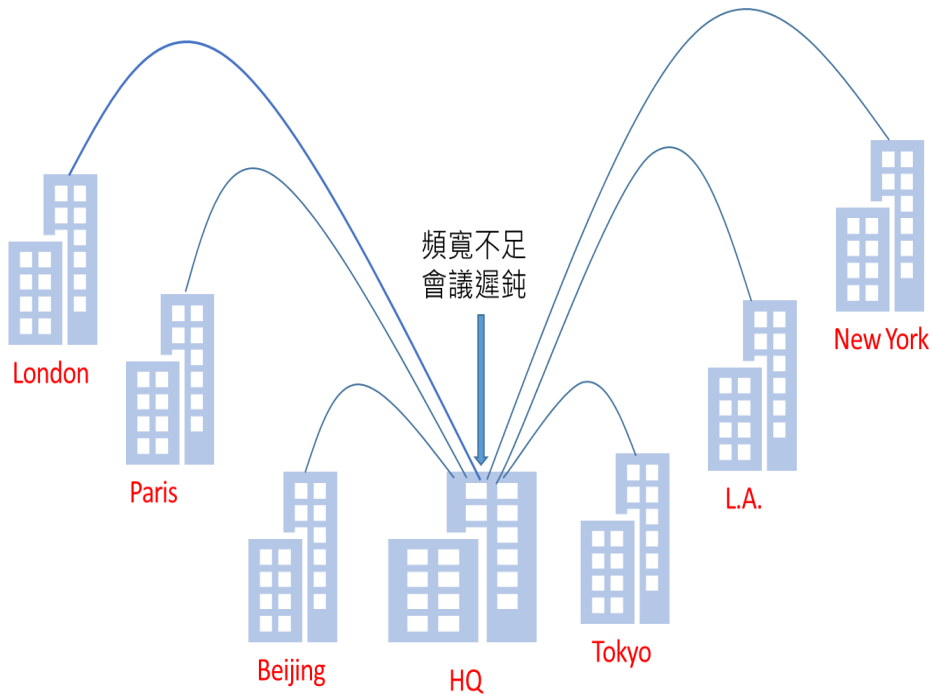 頻寬不足
會議遲鈍
New York
London
Paris
L.A.
Beijing
HQ
Tokyo